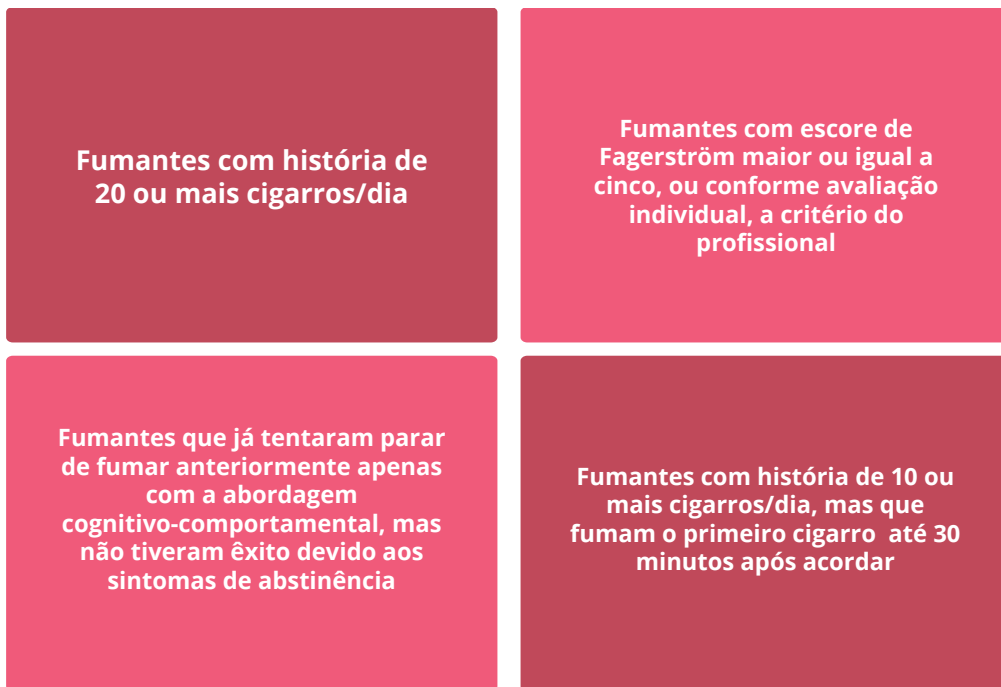 Fumantes com história de
20 ou mais cigarros/dia
Fumantes com escore de
Fagerström maior ou igual a
cinco, ou conforme avaliação
individual, a critério do
profissional
Fumantes que já tentaram parar
de fumar anteriormente apenas
com a abordagem
cognitivo-comportamental, mas
não tiveram êxito devido aos
sintomas de abstinência
Fumantes com história de 10 ou
mais cigarros/dia, mas que
fumam o primeiro cigarro até 30
minutos após acordar